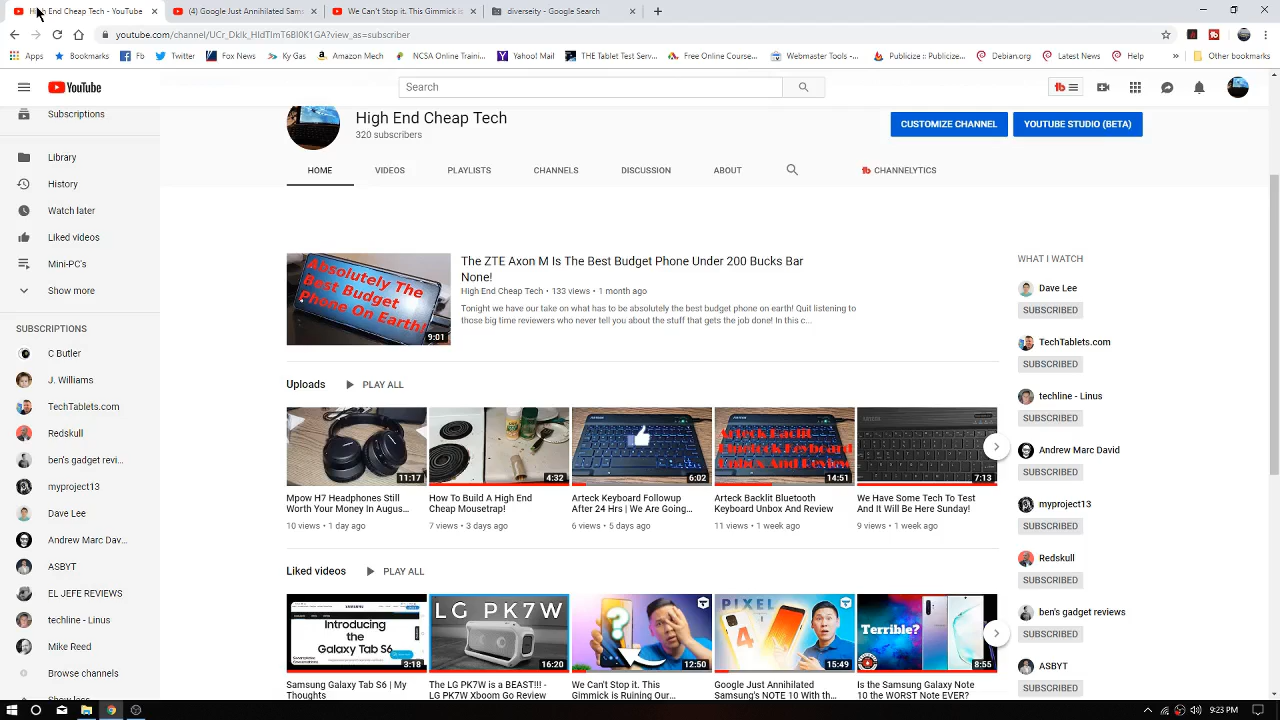 High End Cheap Tech - YouTube
(4) Google Just Annihilated Sams
We Can't Stop it. This Gimmick is
diverseity - Google Search
youtube.com/channel/UCr_DkIk_HIdTImT6BI0K1GA?view_as=subscriber
Apps
Bookmarks
Fb
Twitter
Fox News
Ky Gas
Amazon Mech
NCSA Online Trainin
Yahoo! Mail
THE Tablet Test Serv...
Free Online Course...
Webmaster Tools -
Publicize :: Publicize...
Debian.org
Latest News
Help
»
Other bookmarks
YouTube
Search
tb
Subscriptions
Library
History
Watch later
Liked videos
Mini-PC's
Show more
SUBSCRIPTIONS
C Butler
J. Williams
TechTablets.com
Redskull
ben's gadget revi...
myproject13
Dave Lee
Andrew Marc Dav...
ASBYT
EL JEFE REVIEWS
techline - Linus
Mike Reed
Browse channels
Show less
High End Cheap Tech
320 subscribers
CUSTOMIZE CHANNEL
YOUTUBE STUDIO (BETA)
HOME
VIDEOS
PLAYLISTS
CHANNELS
DISCUSSION
ABOUT
tb CHANNELYTICS
Absolutely The
Best Budget
Phone On Earth!
9:01
The ZTE Axon M Is The Best Budget Phone Under 200 Bucks Bar
None!
High End Cheap Tech • 133 views • 1 month ago
Tonight we have our take on what has to be absolutely the best budget phone on earth! Quit listening to
those big time reviewers who never tell you about the stuff that gets the job done! In this c...
Uploads
PLAY ALL
11:17
Mpow H7 Headphones Still
Worth Your Money In Augus...
10 views • 1 day ago
4:32
How To Build A High End
Cheap Mousetrap!
7 views • 3 days ago
6:02
Arteck Keyboard Followup
After 24 Hrs | We Are Going...
6 views • 5 days ago
Arteck Backlit
Bluetooth Keyboard
Unbox And Review
14:51
Arteck Backlit Bluetooth
Keyboard Unbox And Review
11 views • 1 week ago
7:13
We Have Some Tech To Test
And It Will Be Here Sunday!
9 views • 1 week ago
Liked videos
PLAY ALL
Introducing
the
Galaxy Tab S6
3:18
Samsung Galaxy Tab S6 | My
Thoughts
LG PK7W
16:20
The LG PK7W is a BEAST!!! -
LG PK7W Xboom Go Review
?
12:50
We Can't Stop it. This
Gimmick is Ruining Our...
PIXEL
4
15:49
Google Just Annihilated
Samsung's NOTE 10 With th...
Terrible?
8:55
Is the Samsung Galaxy Note
10 the WORST Note EVER?
WHAT I WATCH
Dave Lee
SUBSCRIBED
TechTablets.com
SUBSCRIBED
techline - Linus
SUBSCRIBED
Andrew Marc David
SUBSCRIBED
myproject13
SUBSCRIBED
Redskull
SUBSCRIBED
ben's gadget reviews
SUBSCRIBED
ASBYT
SUBSCRIBED
9:23 PM